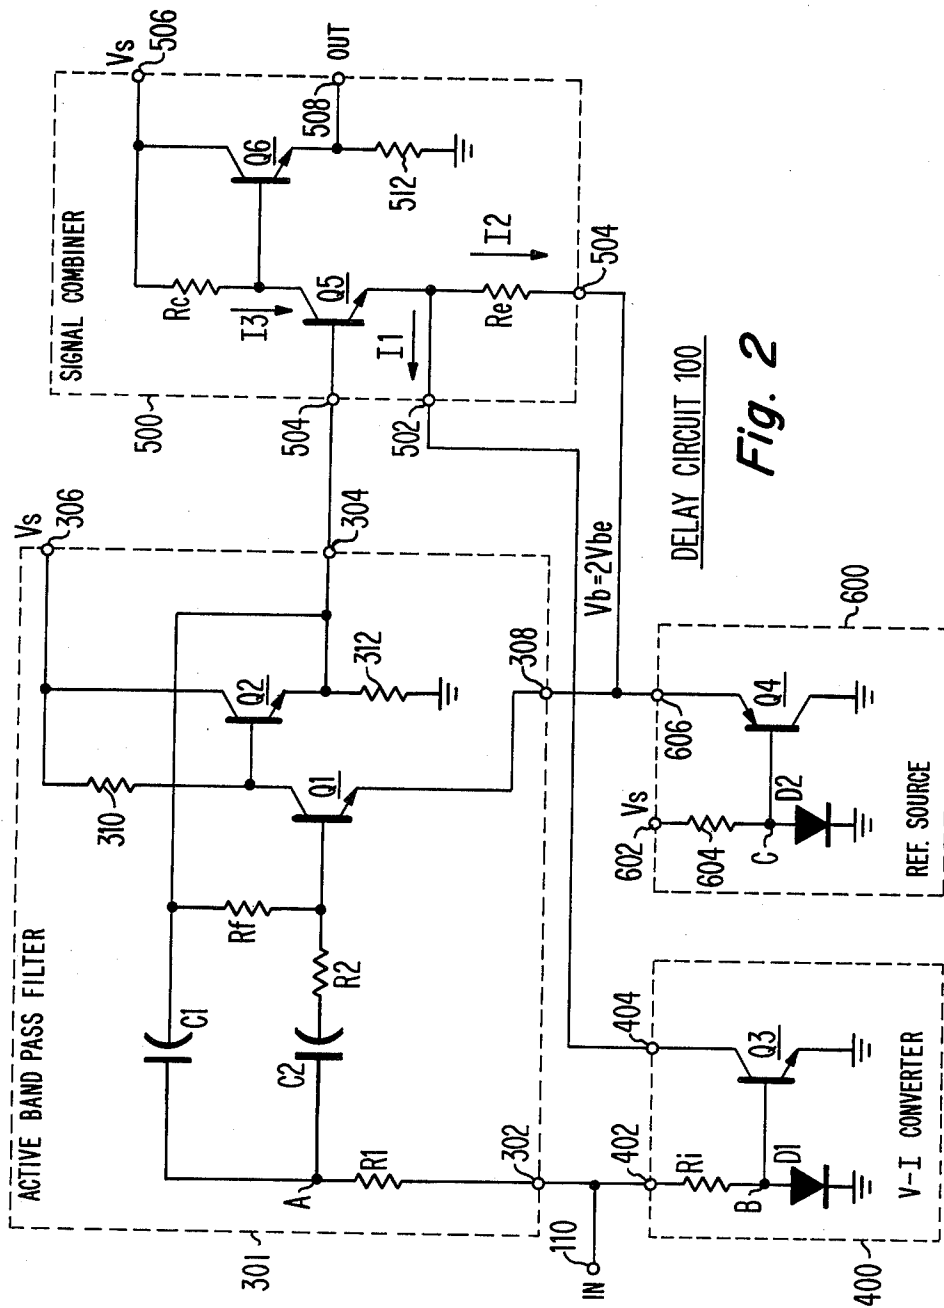 ACTIVE BAND PASS FILTER
Vs
306
310
Q2
C1
Rf
Q1
312
304
C2
R2
A
R1
302
308
301
SIGNAL COMBINER
Vs
506
Rc
Q6
I3
Q5
508
OUT
512
500
504
I1
502
Re
I2
504
Vb=2Vbe
IN
110
402
404
Ri
B
D1
Q3
V-I CONVERTER
400
602
Vs
606
604
C
D2
Q4
REF. SOURCE
600
DELAY CIRCUIT 100
Fig. 2